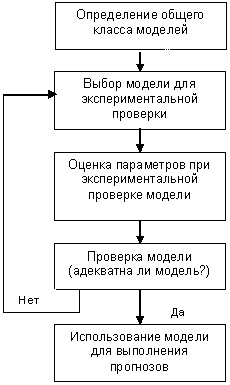 Определение общего
класса моделей
Выбор модели для
экспериментальной
проверки
Оценка параметров при
экспериментальной
проверке модели
Проверка модели
(адекватна ли модель?)
Нет
Да
Использование модели
для выполнения
прогнозов